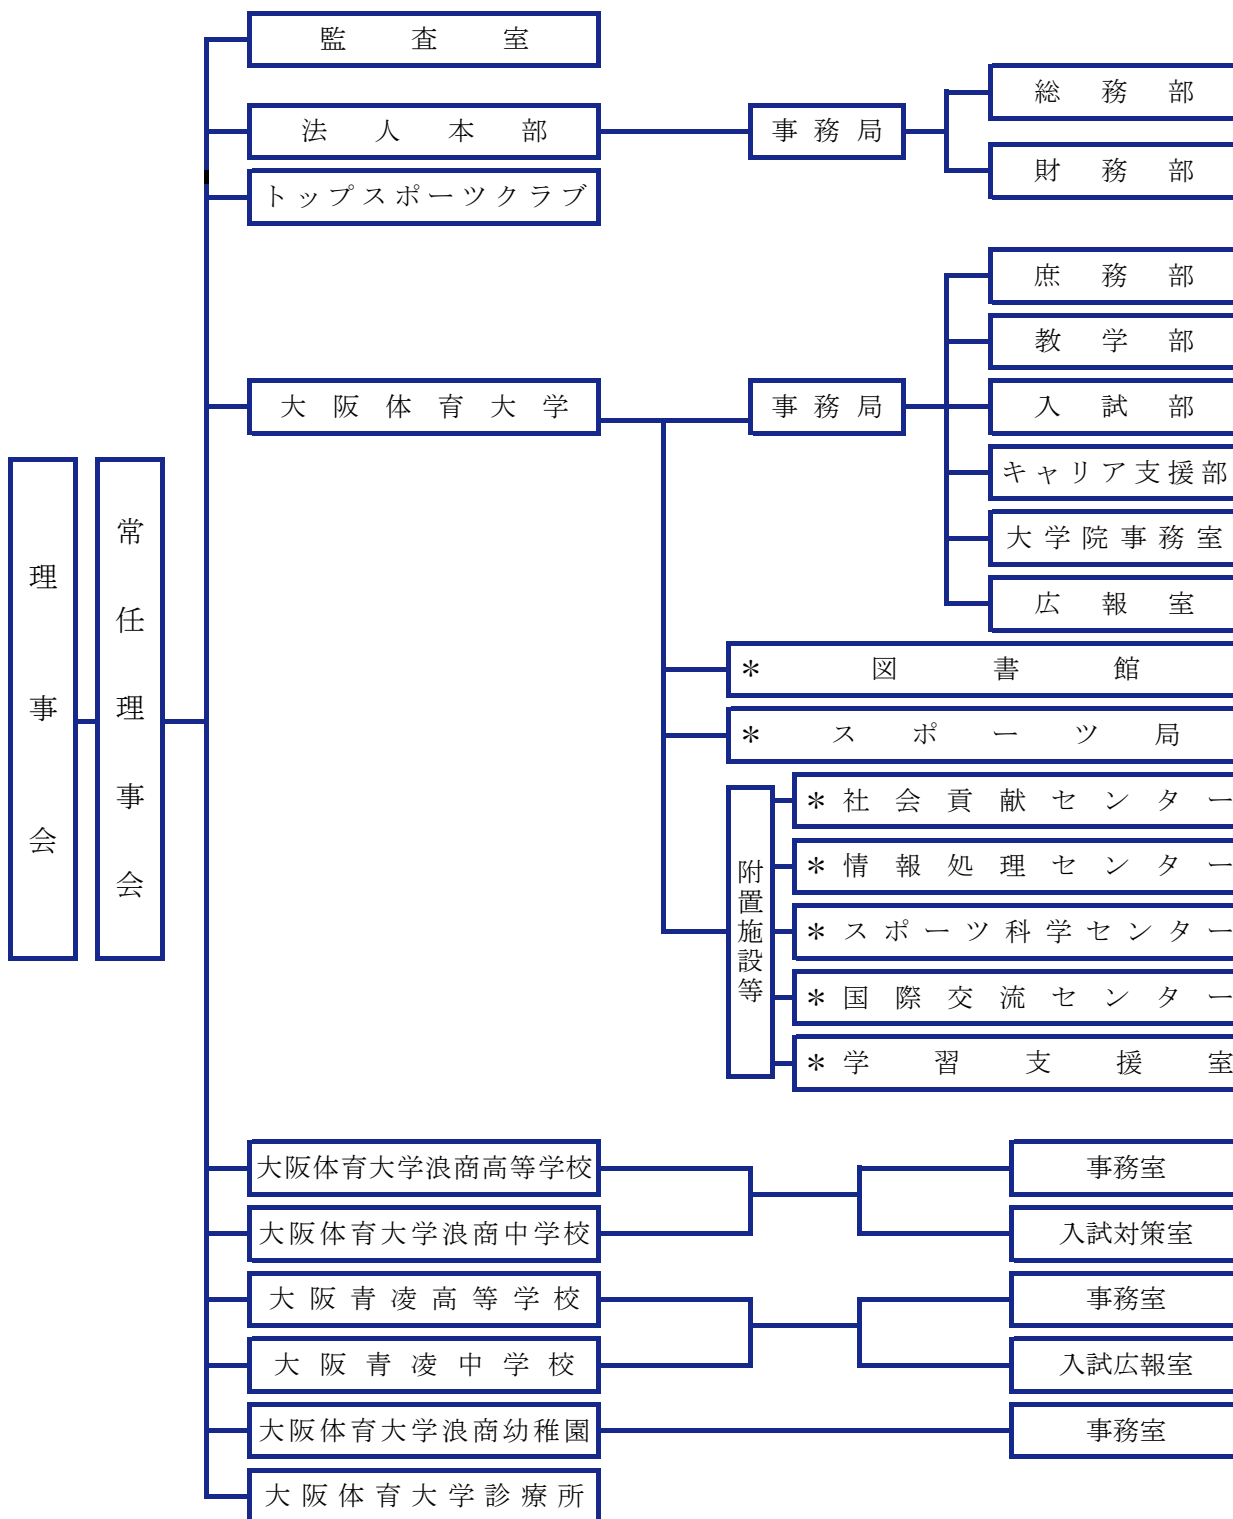 理事会
常任理事会
監査室
法人本部
事務局
総務部
財務部
トップスポーツクラブ
大阪体育大学
事務局
庶務部
教学部
入試部
キャリア支援部
大学院事務室
広報室
＊図書館
＊スポーツ局
附置施設等
＊社会貢献センター
＊情報処理センター
＊スポーツ科学センター
＊国際交流センター
＊学習支援室
大阪体育大学浪商高等学校
大阪体育大学浪商中学校
事務室
入試対策室
大阪青凌高等学校
大阪青凌中学校
事務室
入試広報室
大阪体育大学浪商幼稚園
事務室
大阪体育大学診療所